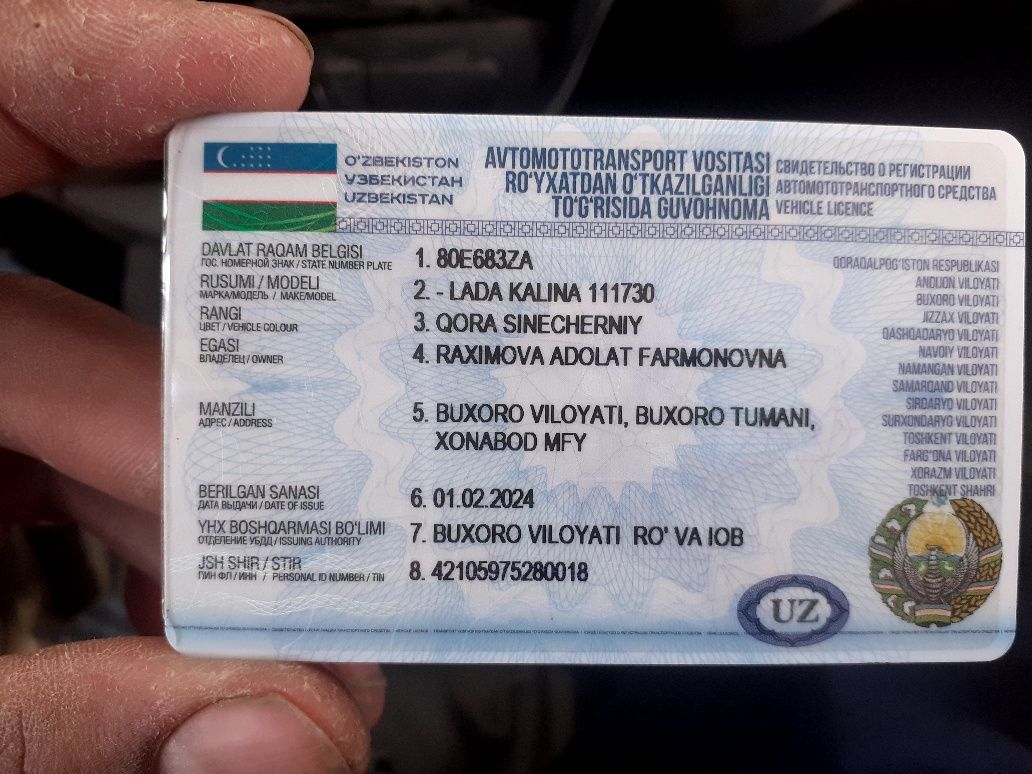 O'ZBEKISTON
ЎЗБЕКИСТАН
UZBEKISTAN
AVTOMOTOTRANSPORT VOSITASI
RO'YXATDAN O'TKAZILGANLIGI
TO'G'RISIDA GUVOHNOMA
СВИДЕТЕЛЬСТВО О РЕГИСТРАЦИИ
АВТОМОТОТРАНСПОРТНОГО СРЕДСТВА
VEHICLE LICENCE
DAVLAT RAQAM BELGISI
ГОС. НОМЕРНОЙ ЗНАК / STATE NUMBER PLATE
1. 80E683ZA
RUSUMI / MODELI
МАРКА/МОДЕЛЬ / MAKE/MODEL
2. - LADA KALINA 111730
RANGI
ЦВЕТ / VEHICLE COLOUR
3. QORA SINECHERNIY
EGASI
ВЛАДЕЛЕЦ / OWNER
4. RAXIMOVA ADOLAT FARMONOVNA
MANZILI
АДРЕС / ADDRESS
5. BUXORO VILOYATI, BUXORO TUMANI,
XONABOD MFY
BERILGAN SANASI
ДАТА ВЫДАЧИ / DATE OF ISSUE
6. 01.02.2024
YHX BOSHQARMASI BO'LIMI
ОТДЕЛЕНИЕ УБДД / ISSUING AUTHORITY
7. BUXORO VILOYATI RO' VA IOB
JSH SHIR / STIR
ПИН ФЛ / ИНН / PERSONAL ID NUMBER / TIN
8. 42105975280018
QORAQALPOG'ISTON RESPUBLIKASI
ANDIJON VILOYATI
BUXORO VILOYATI
JIZZAX VILOYATI
QASHQADARYO VILOYATI
NAVOIY VILOYATI
NAMANGAN VILOYATI
SAMARQAND VILOYATI
SIRDARYO VILOYATI
SURXONDARYO VILOYATI
TOSHKENT VILOYATI
FARG'ONA VILOYATI
XORAZM VILOYATI
TOSHKENT SHAHRI
UZ